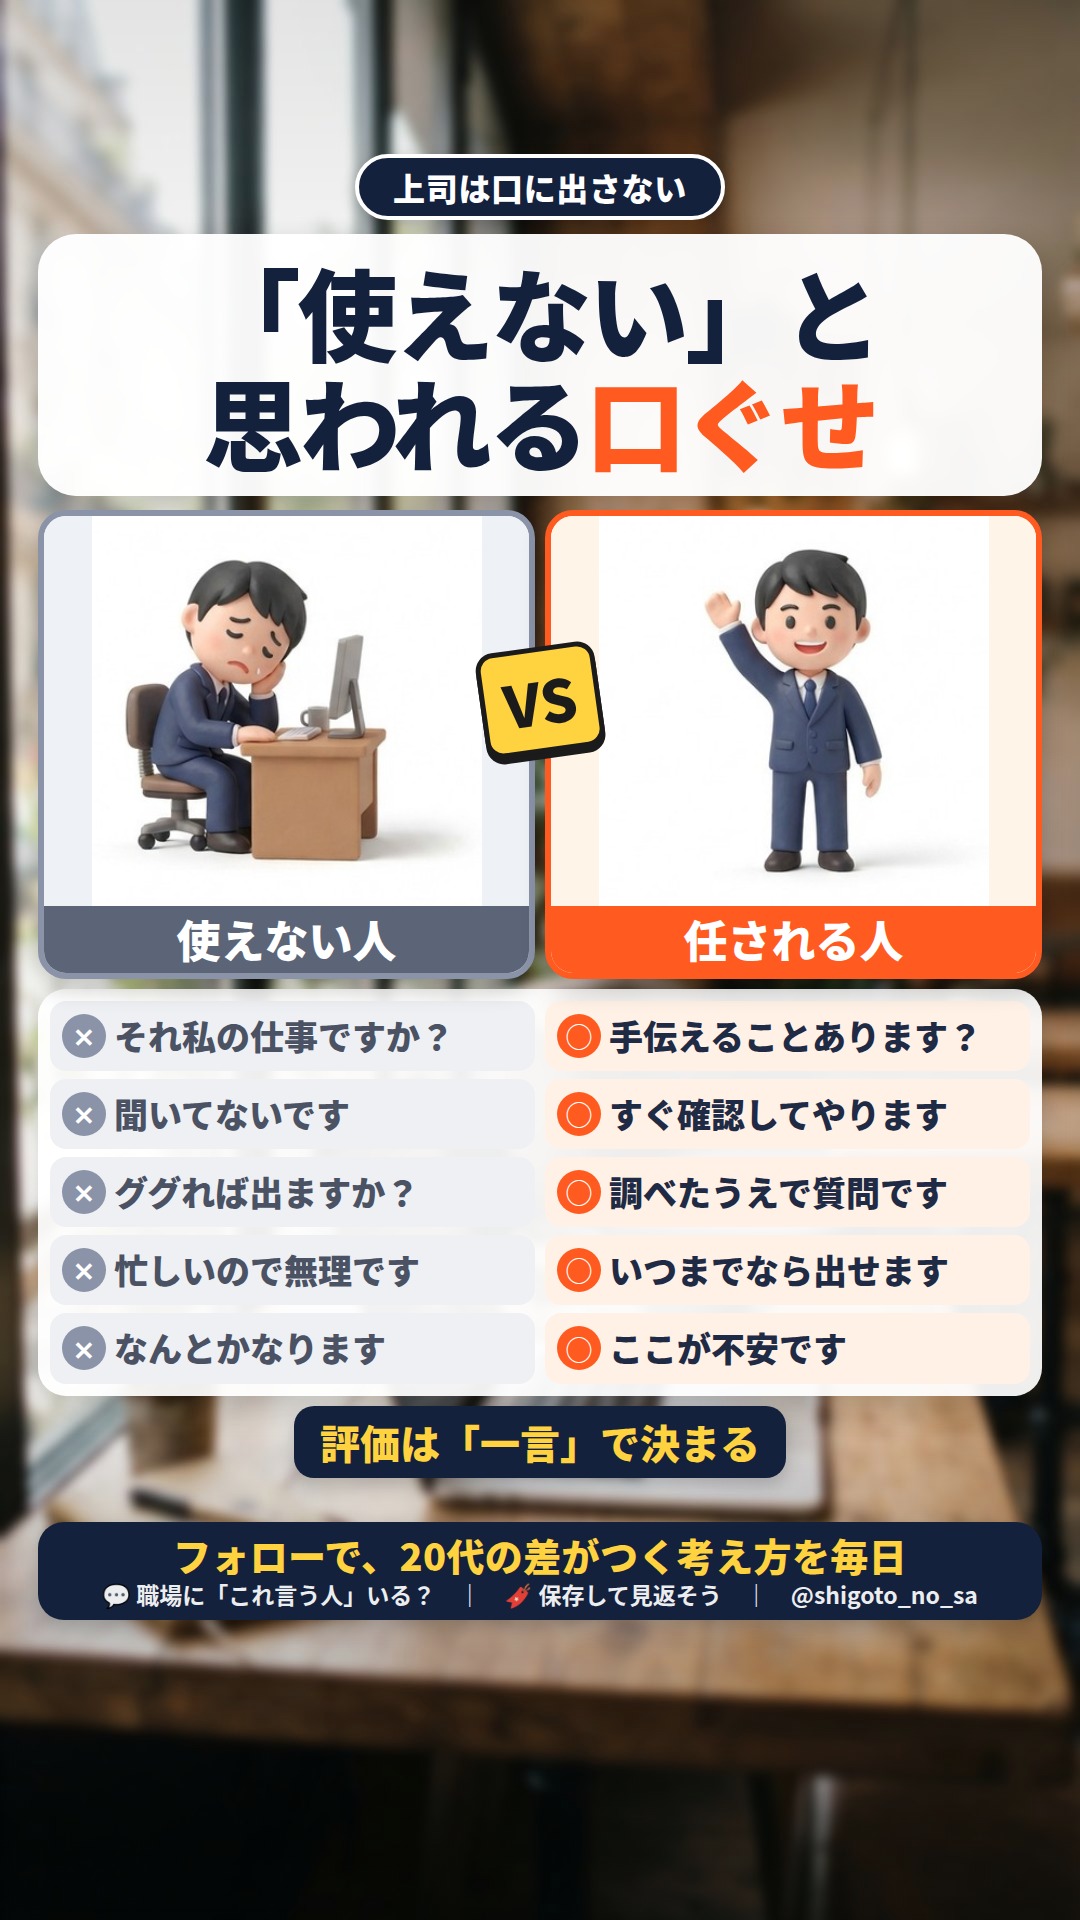 上司は口に出さない
「使えない」と
思われる口ぐせ
VS
使えない人
任される人
× それ私の仕事ですか？
○ 手伝えることあります？
× 聞いてないです
○ すぐ確認してやります
× ググれば出ますか？
○ 調べたうえで質問です
× 忙しいので無理です
○ いつまでなら出せます
× なんとかなります
○ ここが不安です
評価は「一言」で決まる
フォローで、20代の差がつく考え方を毎日
💬 職場に「これ言う人」いる？ ｜ 🔖 保存して見返そう ｜ @shigoto_no_sa